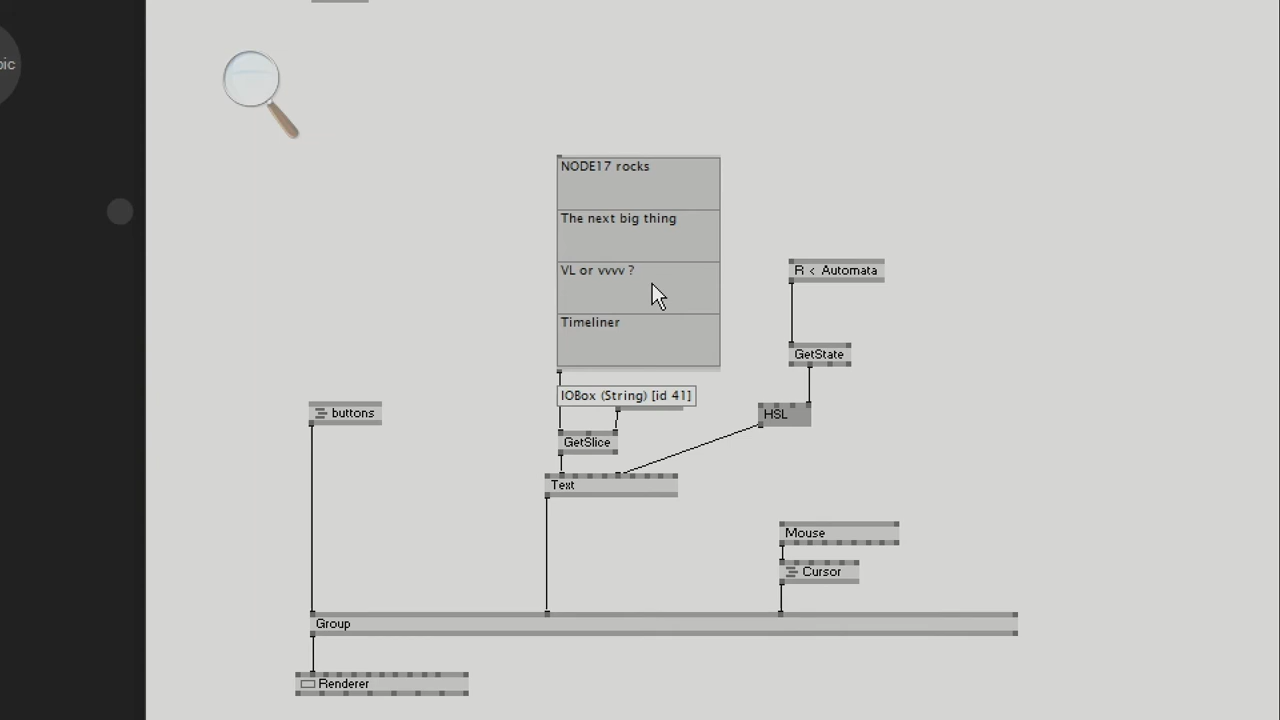 pic
NODE17 rocks
The next big thing
VL or vvvv ?
Timeliner
R < Automata
GetState
IOBox (String) [id 41]
buttons
HSL
GetSlice
Text
Mouse
Cursor
Group
Renderer